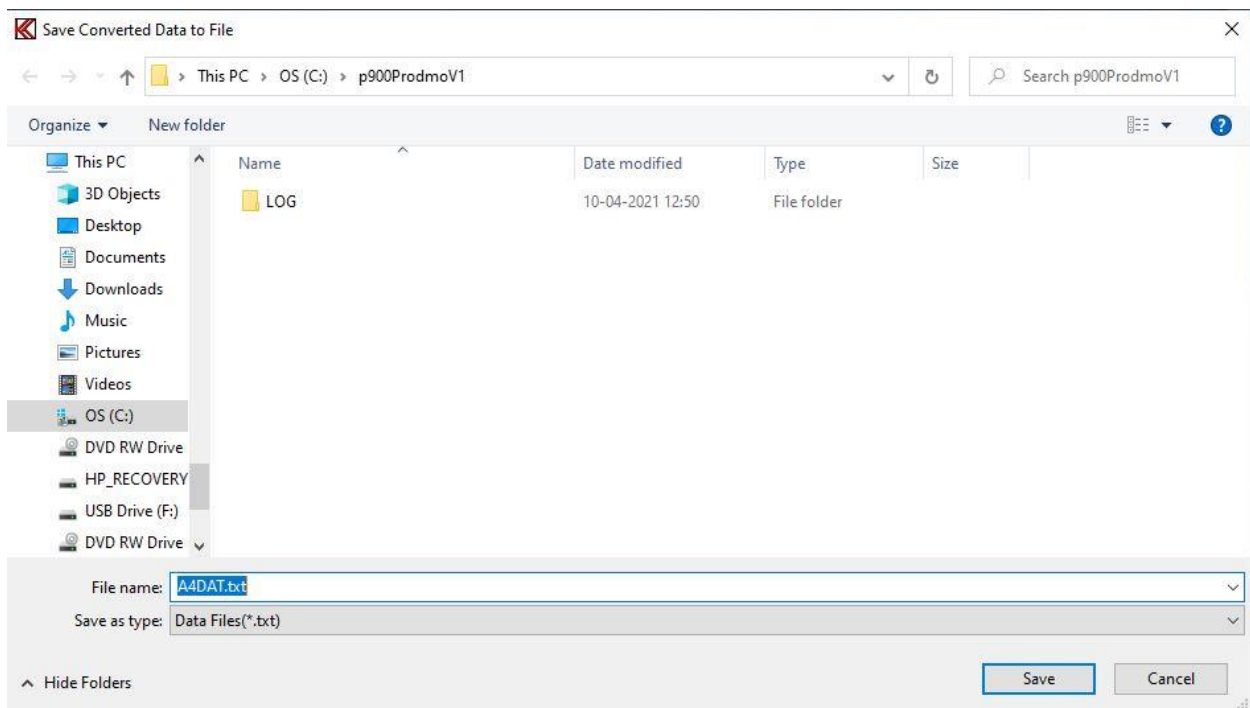 Save Converted Data to File
This PC > OS (C:) > p900ProdmoV1
Search p900ProdmoV1
Organize
New folder
This PC
3D Objects
Desktop
Documents
Downloads
Music
Pictures
Videos
OS (C:)
DVD RW Drive
HP_RECOVERY
USB Drive (F:)
DVD RW Drive
Name Date modified Type Size
LOG 10-04-2021 12:50 File folder
File name: A4DAT.txt
Save as type: Data Files(*.txt)
Hide Folders
Save
Cancel